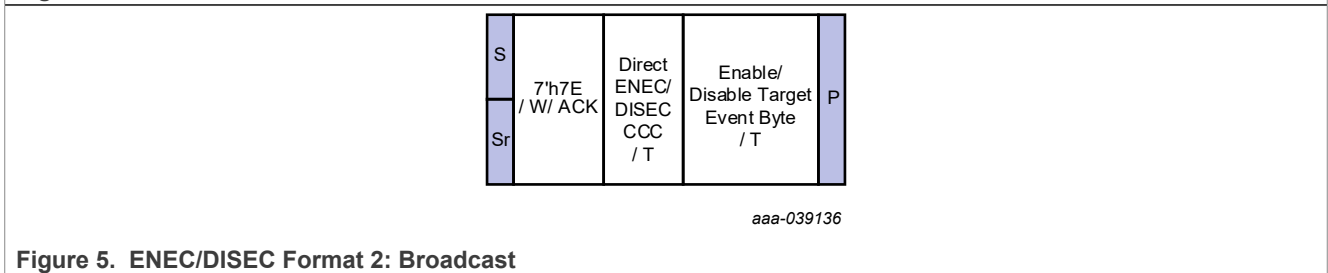 S
Sr
7'h7E
/ W/ ACK
Direct
ENEC/
DISEC
CCC
/ T
Enable/
Disable Target
Event Byte
/ T
P
aaa-039136
Figure 5. ENEC/DISEC Format 2: Broadcast